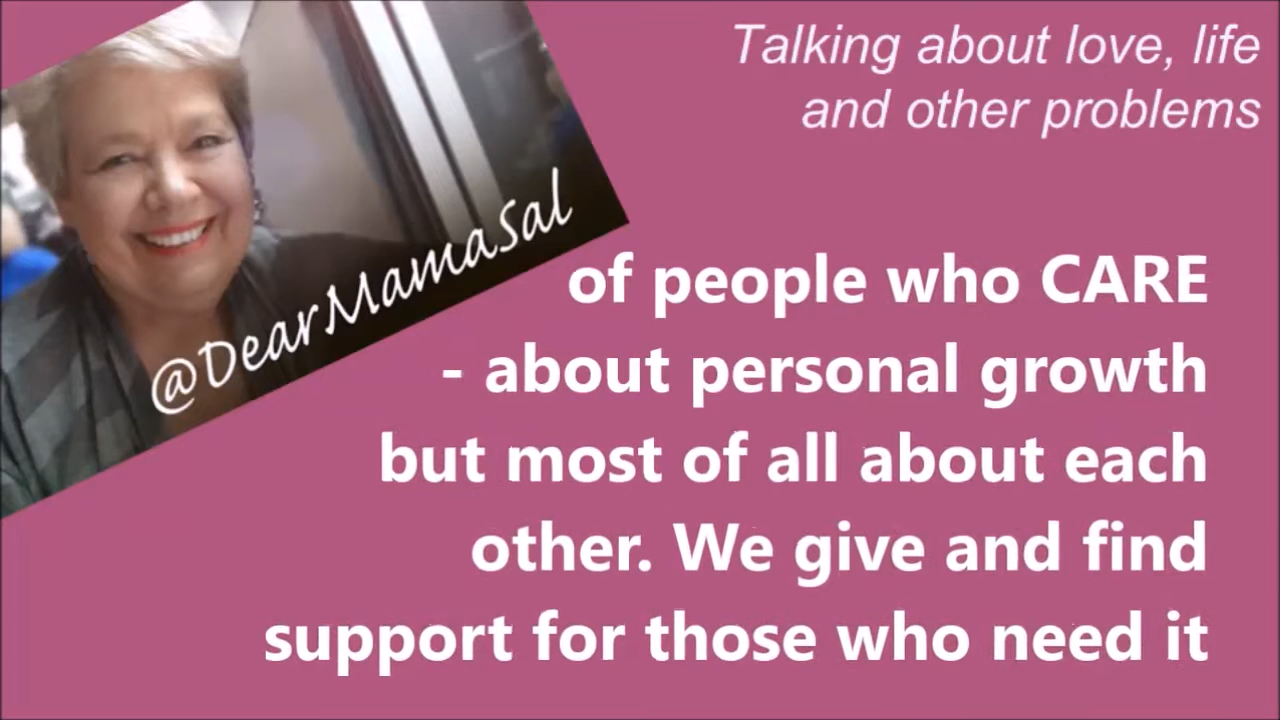 Talking about love, life
and other problems
@DearMamaSal
of people who CARE
- about personal growth
but most of all about each
other. We give and find
support for those who need it